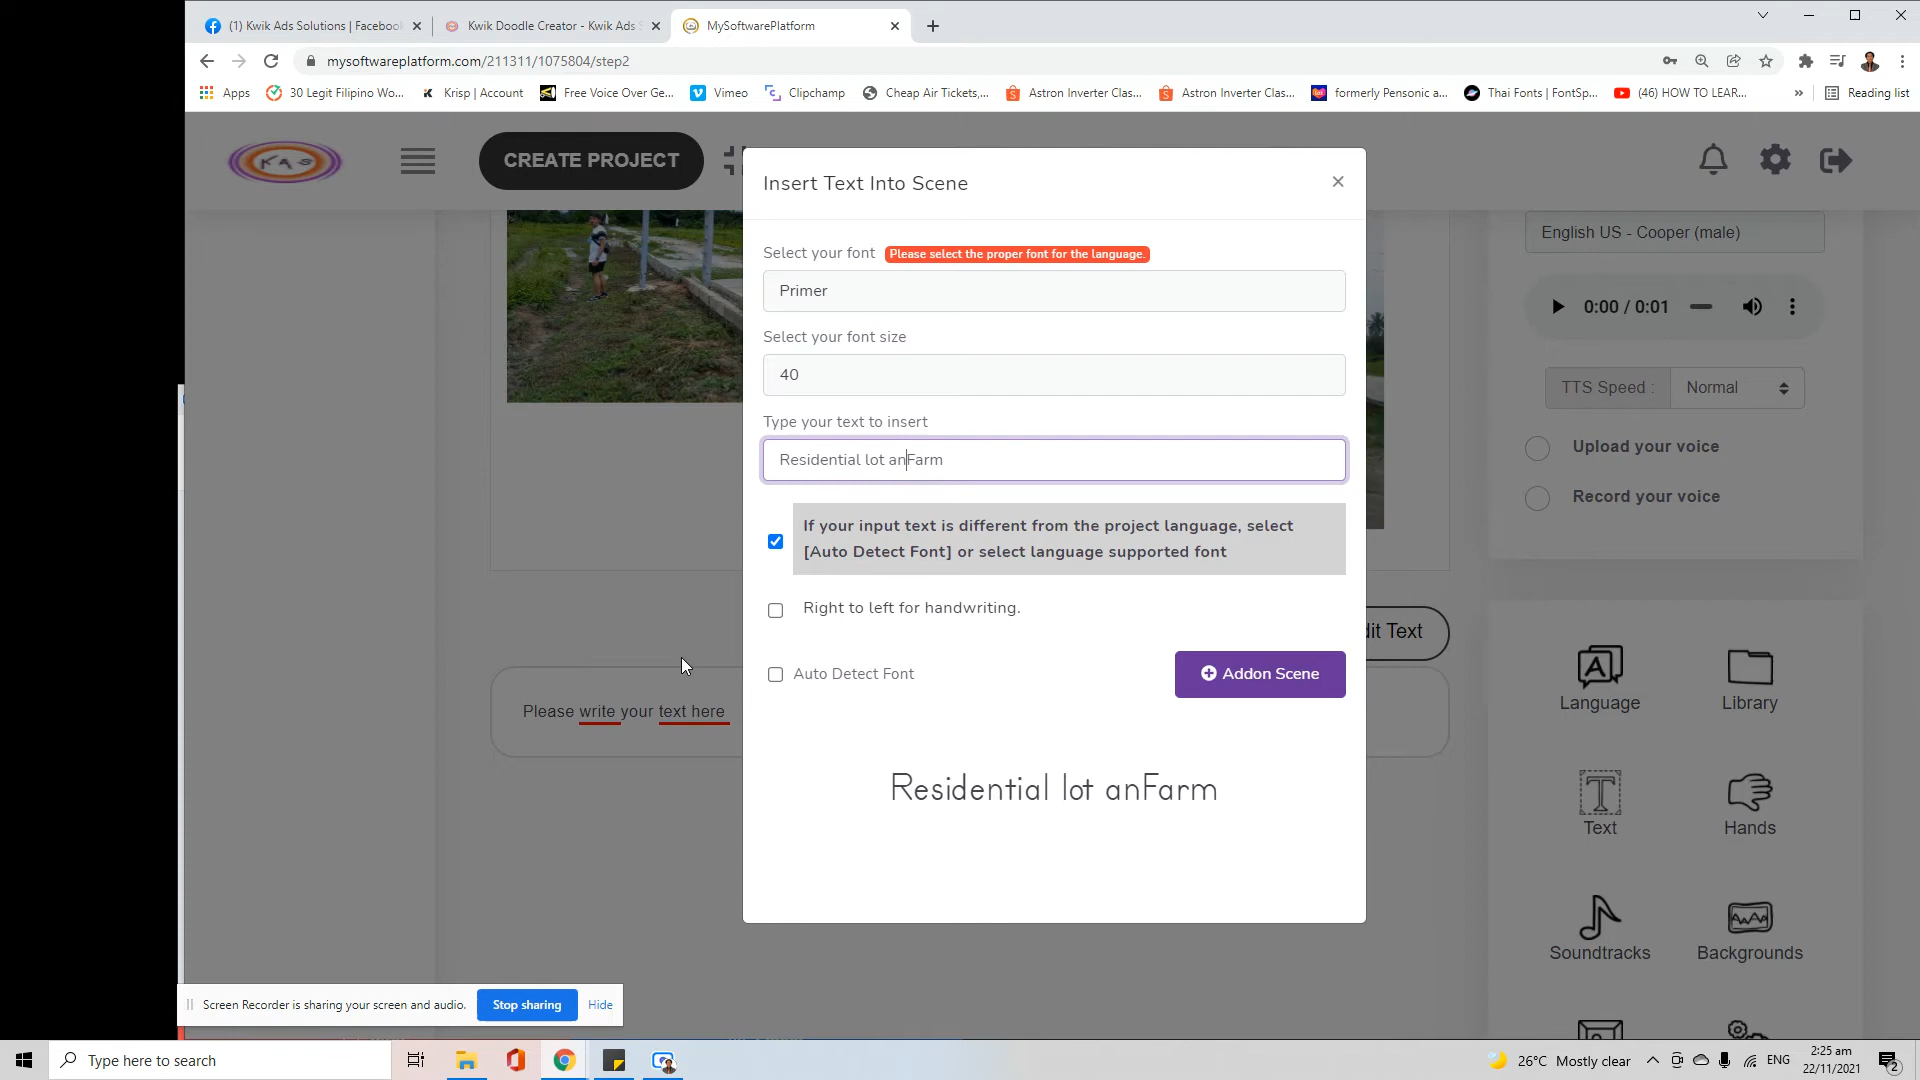 (1) Kwik Ads Solutions | Facebook
Kwik Doodle Creator - Kwik Ads S
MySoftwarePlatform
mysoftwareplatform.com/211311/1075804/step2
Apps
30 Legit Filipino Wo...
Krisp | Account
Free Voice Over Ge...
Vimeo
Clipchamp
Cheap Air Tickets,...
Astron Inverter Clas...
Astron Inverter Clas...
formerly Pensonic a...
Thai Fonts | FontSp...
(46) HOW TO LEAR...
»
Reading list
KAS
CREATE PROJECT
Insert Text Into Scene
Select your font
Please select the proper font for the language.
Primer
Select your font size
40
Type your text to insert
Residential lot anFarm
If your input text is different from the project language, select
[Auto Detect Font] or select language supported font
Right to left for handwriting.
Auto Detect Font
Addon Scene
Residential lot anFarm
English US - Cooper (male)
0:00 / 0:01
TTS Speed :
Normal
Upload your voice
Record your voice
dit Text
Please write your text here
Language
Library
Text
Hands
Soundtracks
Backgrounds
Screen Recorder is sharing your screen and audio.
Stop sharing
Hide
Type here to search
26°C Mostly clear
ENG
2:25 am
22/11/2021
2